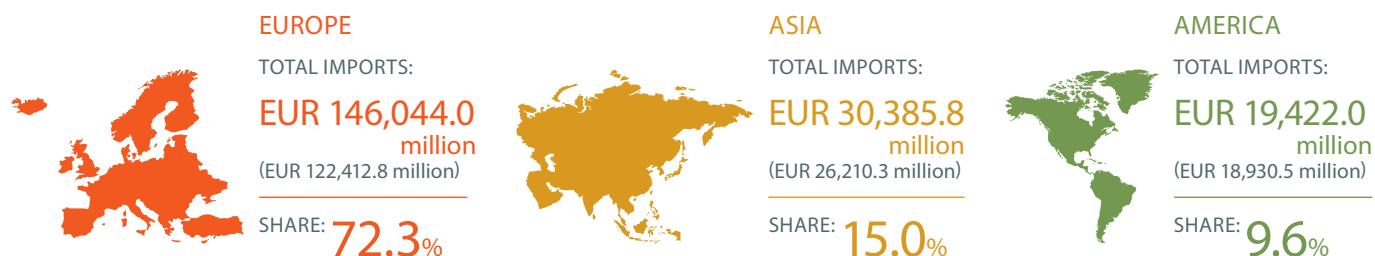 EUROPE
TOTAL IMPORTS:
EUR 146,044.0
million
(EUR 122,412.8 million)
SHARE: 72.3%
ASIA
TOTAL IMPORTS:
EUR 30,385.8
million
(EUR 26,210.3 million)
SHARE: 15.0%
AMERICA
TOTAL IMPORTS:
EUR 19,422.0
million
(EUR 18,930.5 million)
SHARE: 9.6%